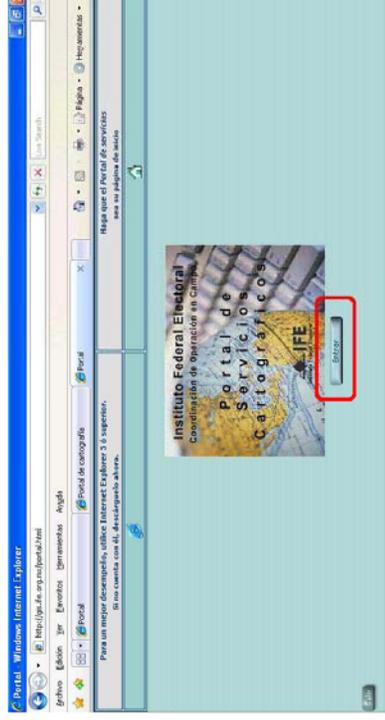 Portal - Windows Internet Explorer
http://gis.ife.org.mx/portal.html
Live Search
Archivo Edición Ver Favoritos Herramientas Ayuda
Portal
Portal de cartografía
Portal
Página
Herramientas
Para un mejor desempeño, utilice Internet Explorer 5 ó superior.
Si no cuenta con él, descárguelo ahora.
Haga que el Portal de servicios
sea su página de inicio
Instituto Federal Electoral
Coordinación de Operación en Campo
Portal de
Servicios
Cartográficos
IFE
Entrar
Salir